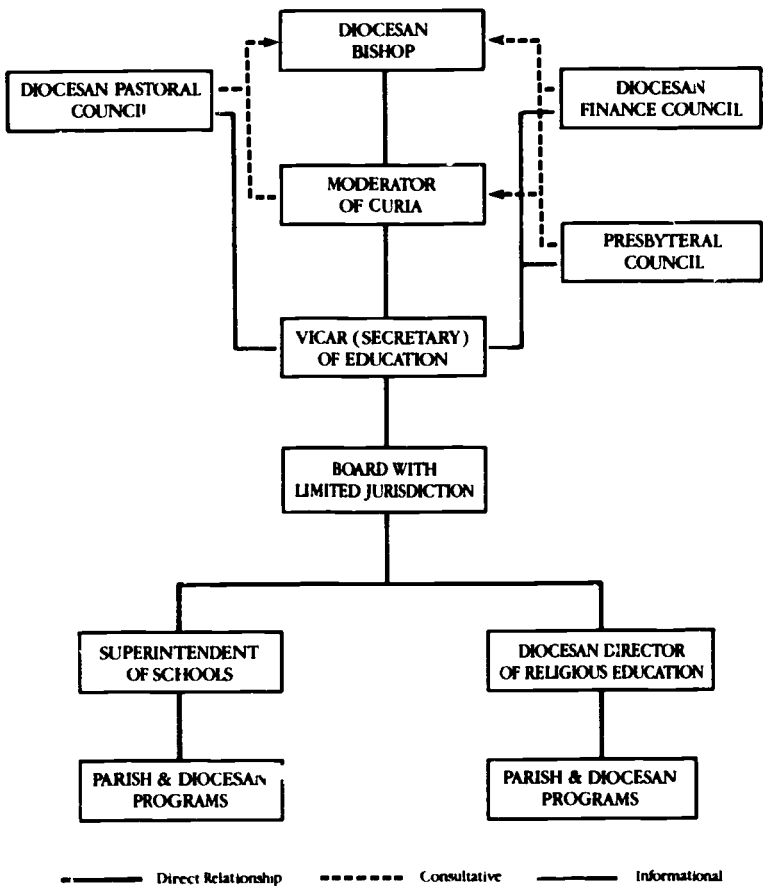 DIOCESAN
BISHOP
DIOCESAN PASTORAL
COUNCIL
DIOCESAN
FINANCE COUNCIL
MODERATOR
OF CURIA
PRESBYTERAL
COUNCIL
VICAR (SECRETARY)
OF EDUCATION
BOARD WITH
LIMITED JURISDICTION
SUPERINTENDENT
OF SCHOOLS
DIOCESAN DIRECTOR
OF RELIGIOUS EDUCATION
PARISH & DIOCESAN
PROGRAMS
PARISH & DIOCESAN
PROGRAMS
Direct Relationship Consultative Informational